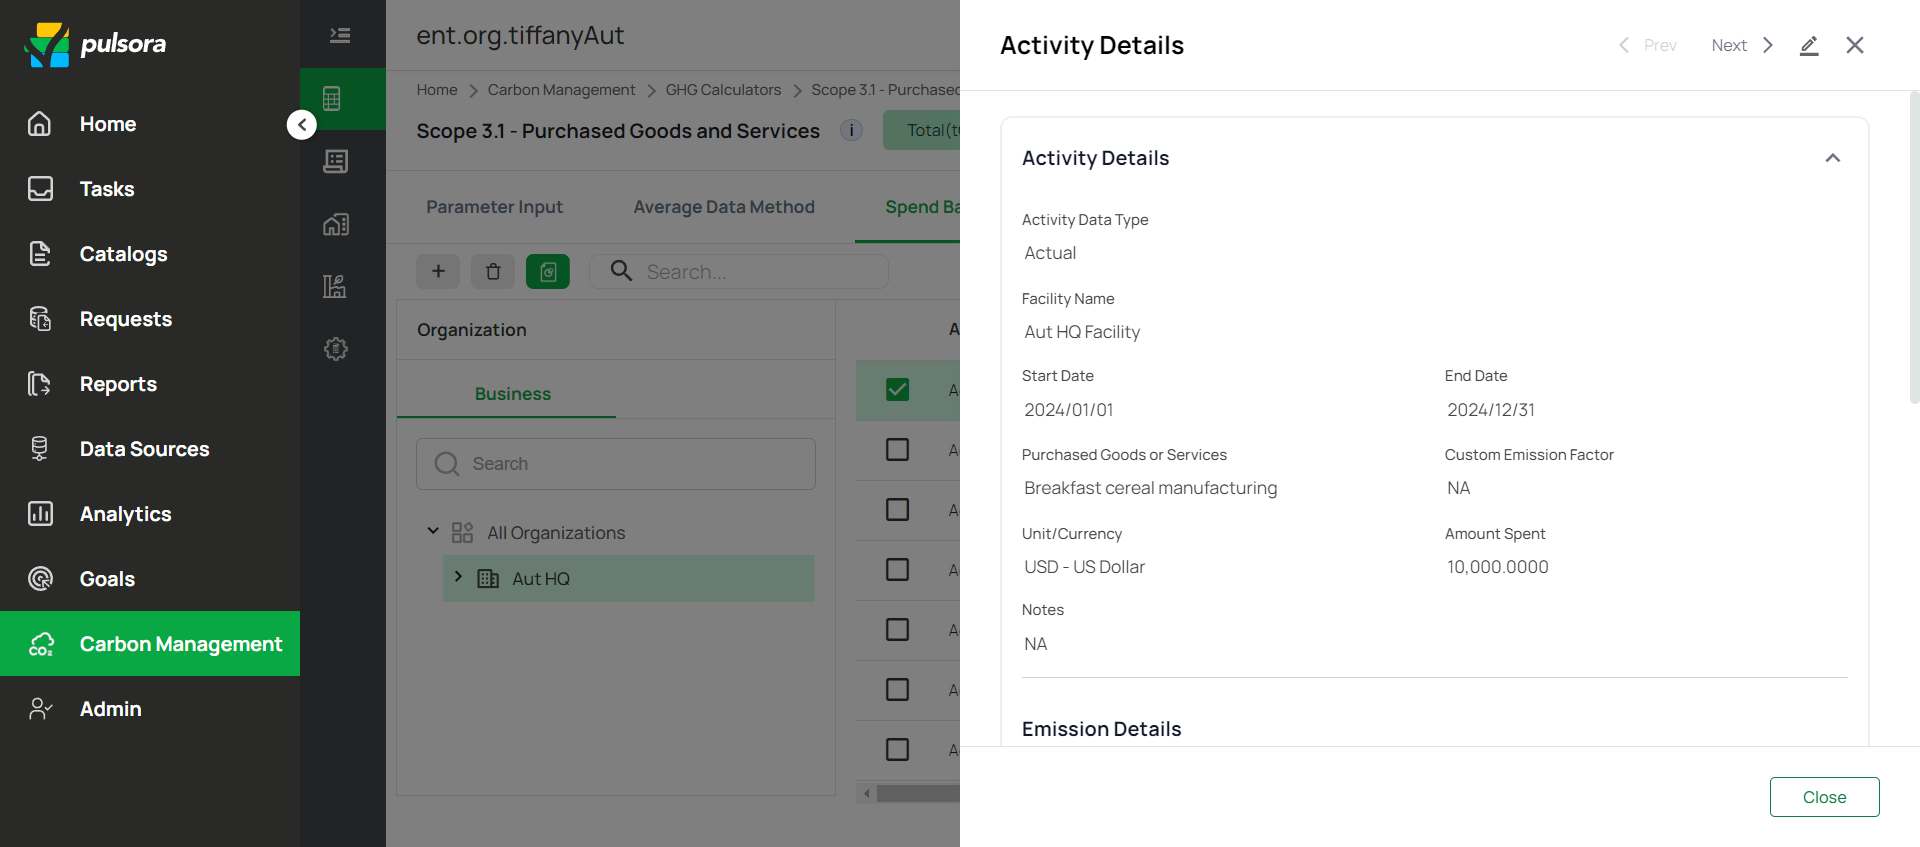 pulsora
Home
Tasks
Catalogs
Requests
Reports
Data Sources
Analytics
Goals
Carbon Management
Admin
ent.org.tiffanyAut
Home > Carbon Management > GHG Calculators > Scope 3.1 - Purchased
Scope 3.1 - Purchased Goods and Services i Total(t
Parameter Input Average Data Method Spend Ba
Search...
Organization
Business
Search
All Organizations
Aut HQ
A
A
A
A
A
A
A
A
Activity Details
Prev Next
Activity Details
Activity Data Type
Actual
Facility Name
Aut HQ Facility
Start Date End Date
2024/01/01 2024/12/31
Purchased Goods or Services Custom Emission Factor
Breakfast cereal manufacturing NA
Unit/Currency Amount Spent
USD - US Dollar 10,000.0000
Notes
NA
Emission Details
Close